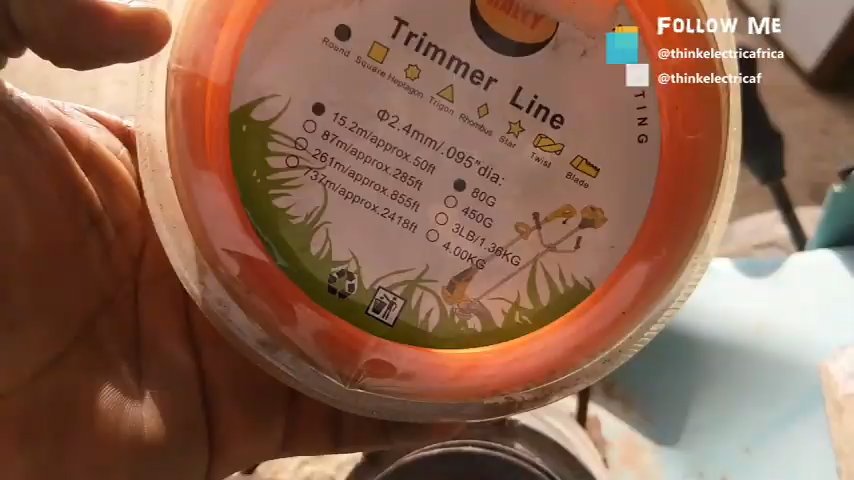 Follow Me
@thinkelectricafrica
@thinkelectricaf
Trimmer Line
Round Square Heptagon Trigon Rhombus Star Twist Blade
Φ2.4mm/.095"dia:
15.2m/approx.50ft
87m/approx.285ft
261m/approx.855ft
737m/approx.2418ft
80G
450G
3LB/1.36KG
4.00KG